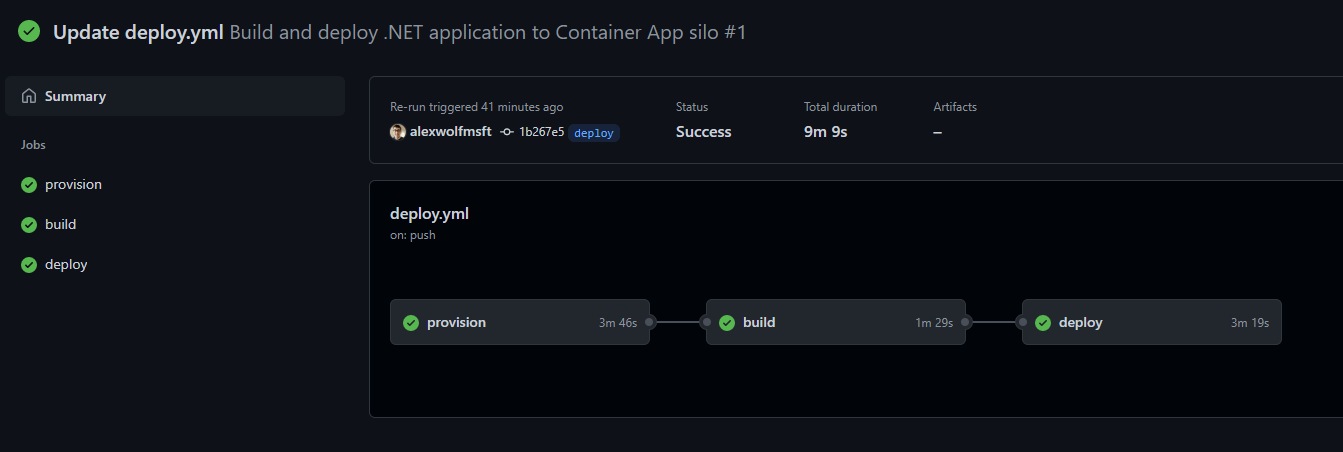 Update deploy.yml Build and deploy .NET application to Container App silo #1
Summary
Jobs
provision
build
deploy
Re-run triggered 41 minutes ago
alexwolfmsft 1b267e5 deploy
Status
Success
Total duration
9m 9s
Artifacts
–
deploy.yml
on: push
provision 3m 46s
build 1m 29s
deploy 3m 19s